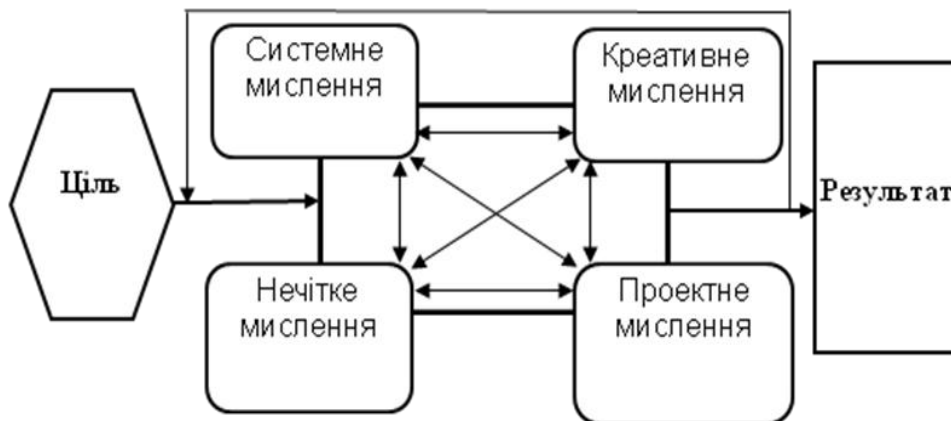 Системне
мислення
Креативне
мислення
Ціль
Результат
Нечітке
мислення
Проектне
мислення